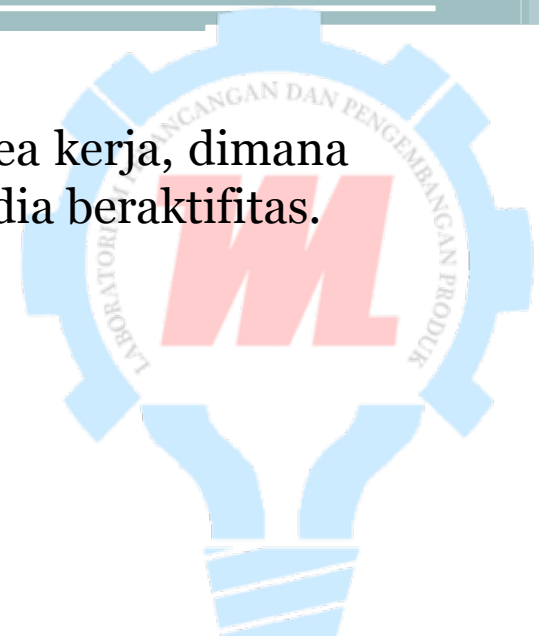 LABORATORIUM PERANCANGAN DAN PENGEMBANGAN PRODUK
ea kerja, dimana
dia beraktifitas.